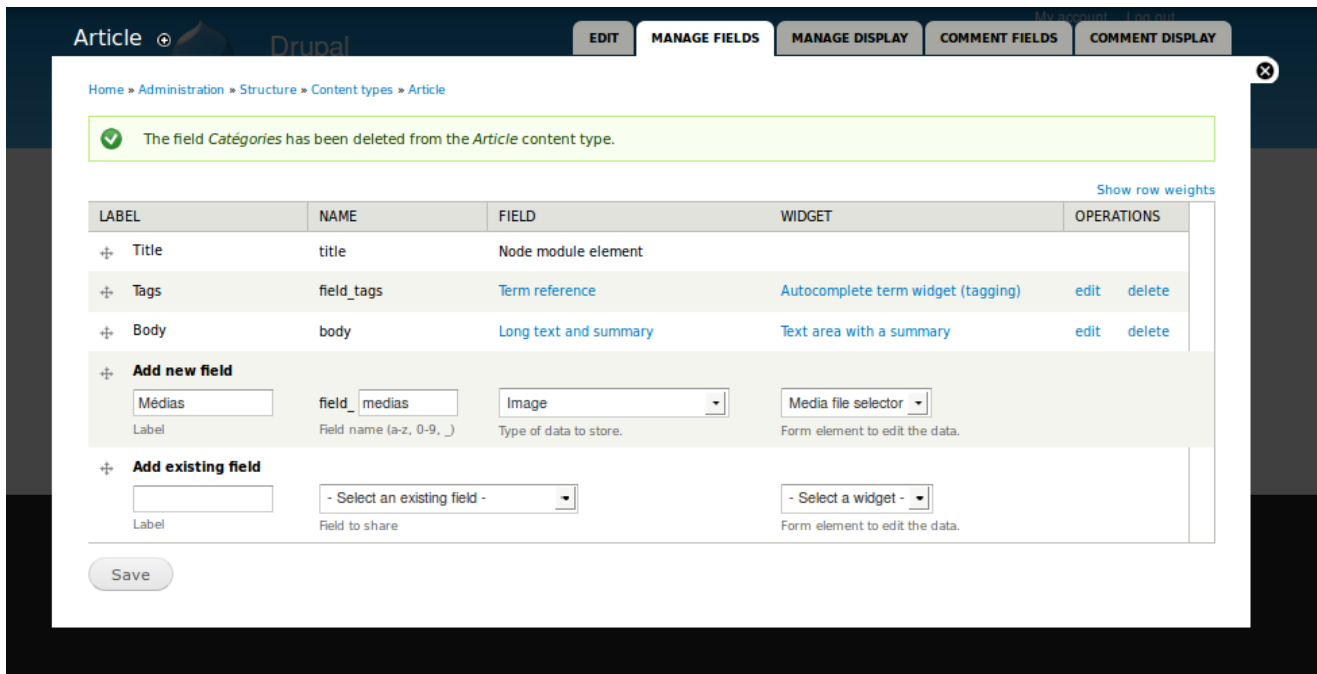 My account Log out
Article
Drupal
EDIT MANAGE FIELDS MANAGE DISPLAY COMMENT FIELDS COMMENT DISPLAY
Home » Administration » Structure » Content types » Article
The field Catégories has been deleted from the Article content type.
Show row weights
LABEL NAME FIELD WIDGET OPERATIONS
Title title Node module element
Tags field_tags Term reference Autocomplete term widget (tagging) edit delete
Body body Long text and summary Text area with a summary edit delete
Add new field
Médias field_ medias Image Media file selector
Label Field name (a-z, 0-9, _) Type of data to store. Form element to edit the data.
Add existing field
- Select an existing field - - Select a widget -
Label Field to share Form element to edit the data.
Save